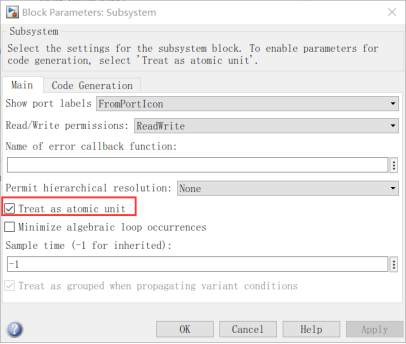 Block Parameters: Subsystem
Subsystem
Select the settings for the subsystem block. To enable parameters for
code generation, select 'Treat as atomic unit'.
Main Code Generation
Show port labels FromPortIcon
Read/Write permissions: ReadWrite
Name of error callback function:
Permit hierarchical resolution: None
Treat as atomic unit
Minimize algebraic loop occurrences
Sample time (-1 for inherited):
-1
Treat as grouped when propagating variant conditions
? OK Cancel Help Apply